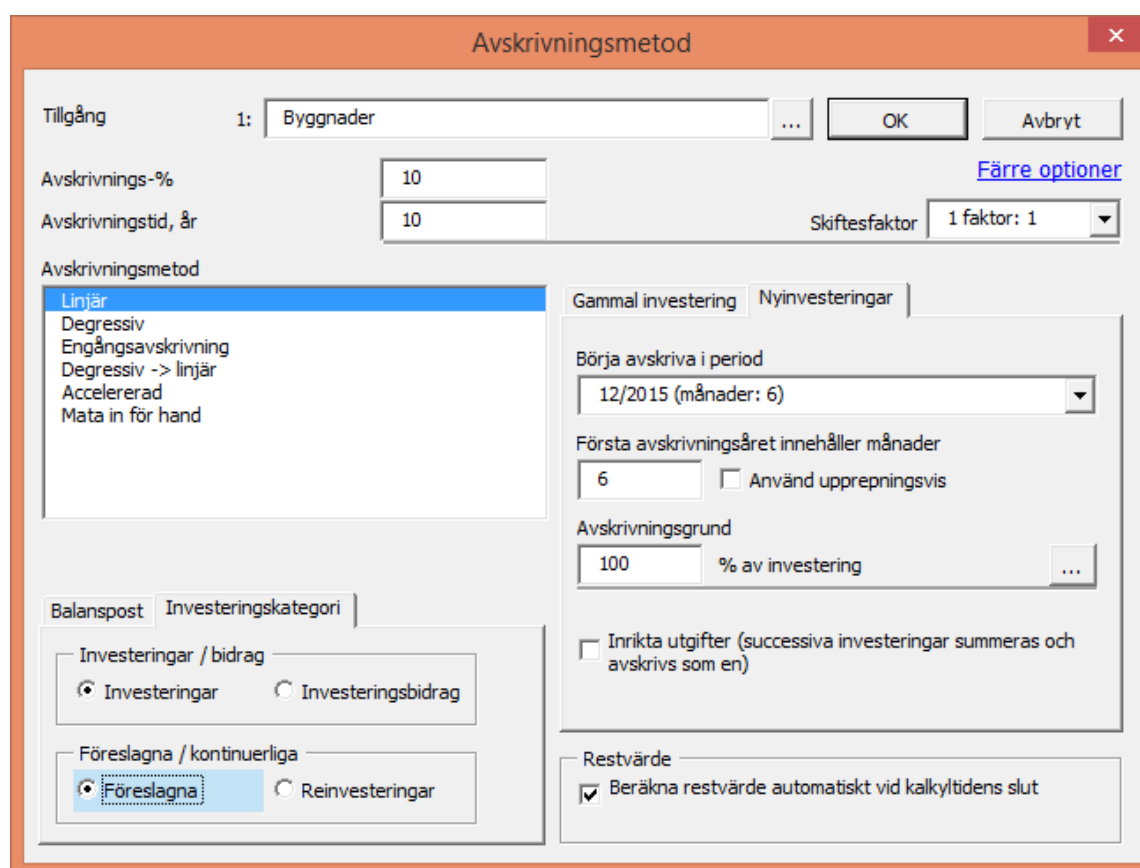 Avskrivningsmetod
Tillgång 1: Byggnader ... OK Avbryt
Avskrivnings-% 10 Färre optioner
Avskrivningstid, år 10 Skiftesfaktor 1 faktor: 1
Avskrivningsmetod
Linjär
Degressiv
Engångsavskrivning
Degressiv -> linjär
Accelererad
Mata in för hand
Gammal investering Nyinvesteringar
Börja avskriva i period
12/2015 (månader: 6)
Första avskrivningsåret innehåller månader
6 Använd upprepningsvis
Avskrivningsgrund
100 % av investering ...
Inrikta utgifter (successiva investeringar summeras och
avskrivs som en)
Balanspost Investeringskategori
Investeringar / bidrag
Investeringar Investeringsbidrag
Föreslagna / kontinuerliga
Föreslagna Reinvesteringar
Restvärde
Beräkna restvärde automatiskt vid kalkyltidens slut